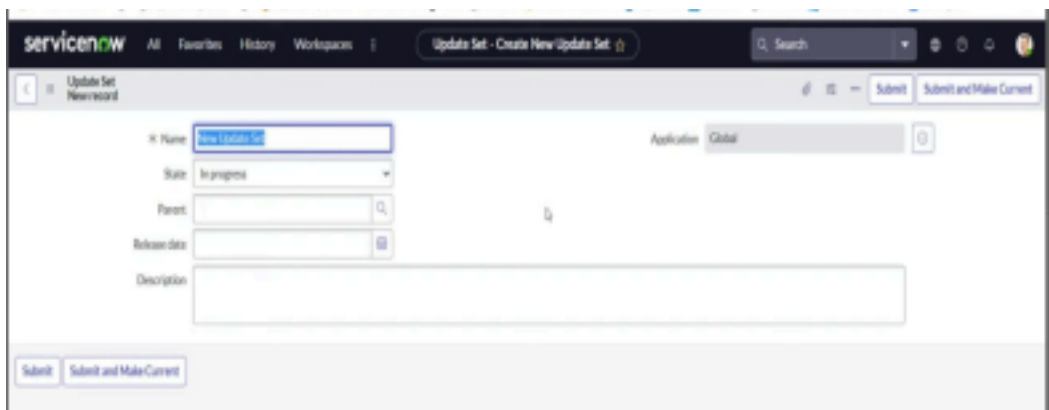 servicenow All Favorites History Workspaces Update Set - Create New Update Set Search
Update Set
New record
Submit Submit and Make Current
Name New Update Set Application Global
State In progress
Parent
Release date
Description
Submit Submit and Make Current